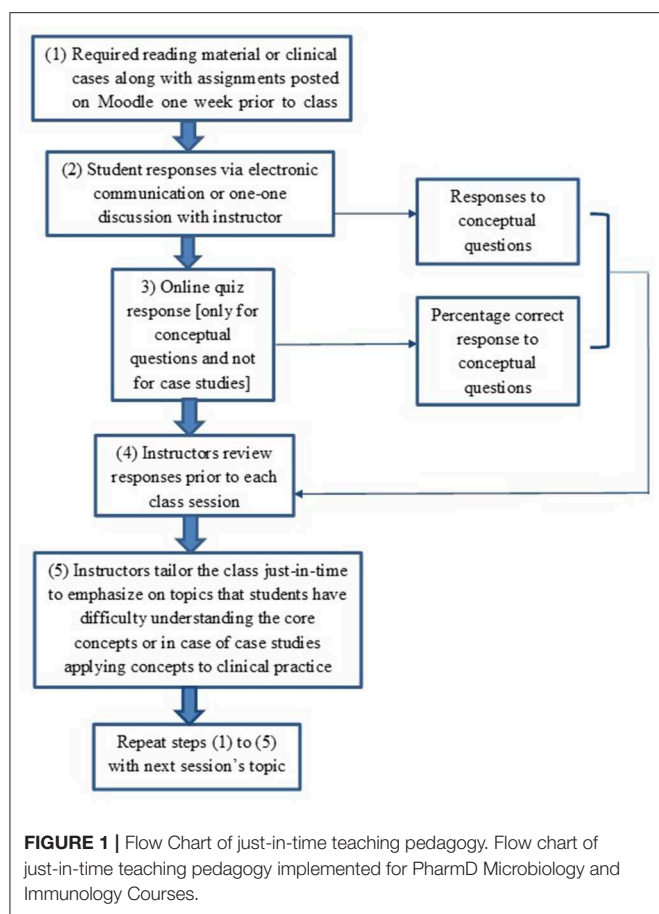 (1) Required reading material or clinical
cases along with assignments posted
on Moodle one week prior to class
(2) Student responses via electronic
communication or one-one
discussion with instructor
Responses to
conceptual
questions
3) Online quiz
response [only for
conceptual
questions and not
for case studies]
Percentage correct
response to
conceptual
questions
(4) Instructors review
responses prior to each
class session
(5) Instructors tailor the class just-in-time
to emphasize on topics that students have
difficulty understanding the core
concepts or in case of case studies
applying concepts to clinical practice
Repeat steps (1) to (5)
with next session's topic
FIGURE 1 | Flow Chart of just-in-time teaching pedagogy. Flow chart of
just-in-time teaching pedagogy implemented for PharmD Microbiology and
Immunology Courses.